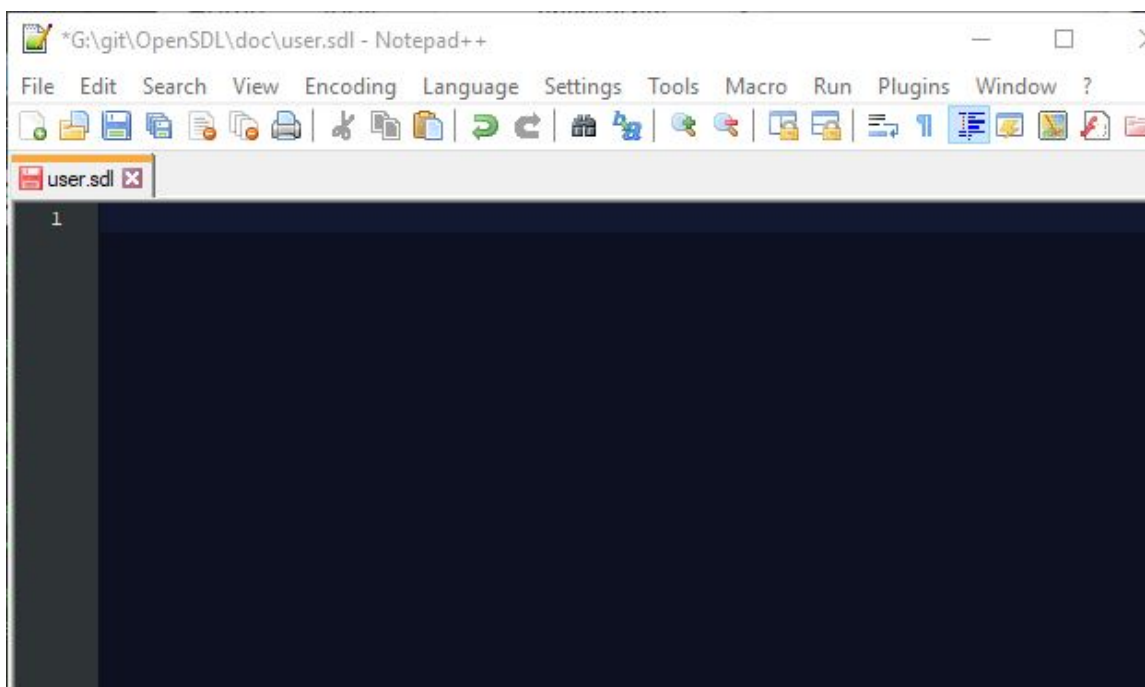 *G:\git\OpenSDL\doc\user.sdl - Notepad++
File Edit Search View Encoding Language Settings Tools Macro Run Plugins Window ?
user.sdl
1